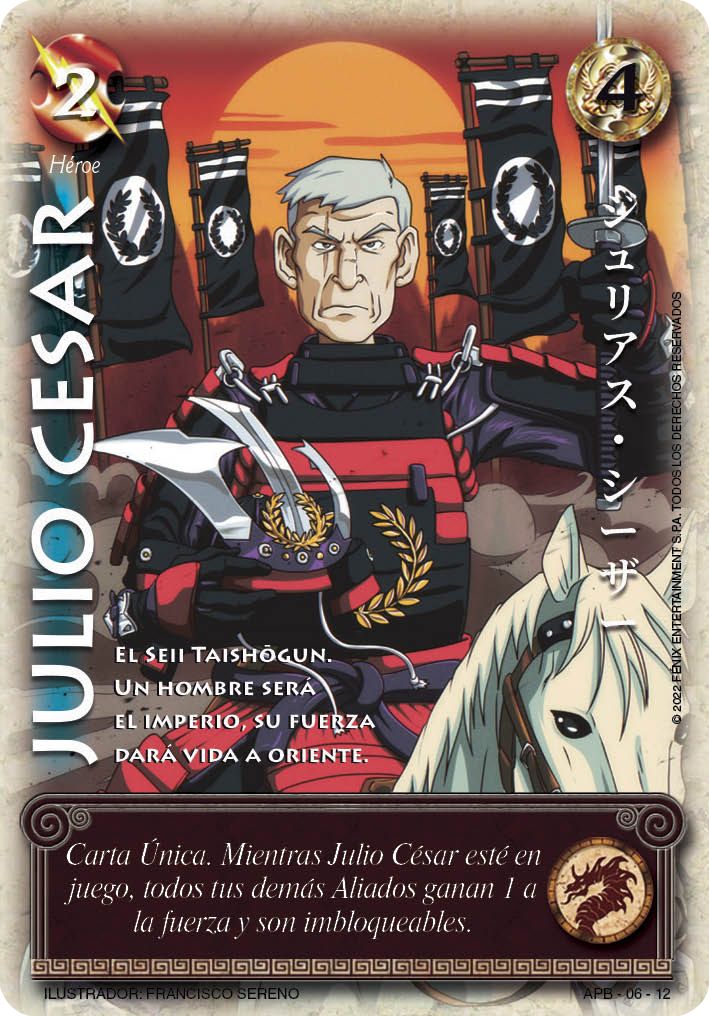 2
4
Héroe
JULIO CESAR
ジュリアス・シーザー
© 2022 FÉNIX ENTERTAINMENT S.P.A. TODOS LOS DERECHOS RESERVADOS
EL SEII TAISHŌGUN.
UN HOMBRE SERÁ
EL IMPERIO, SU FUERZA
DARÁ VIDA A ORIENTE.
Carta Única. Mientras Julio César esté en
juego, todos tus demás Aliados ganan 1 a
la fuerza y son imbloqueables.
ILUSTRADOR: FRANCISCO SERENO
APB - 06 - 12